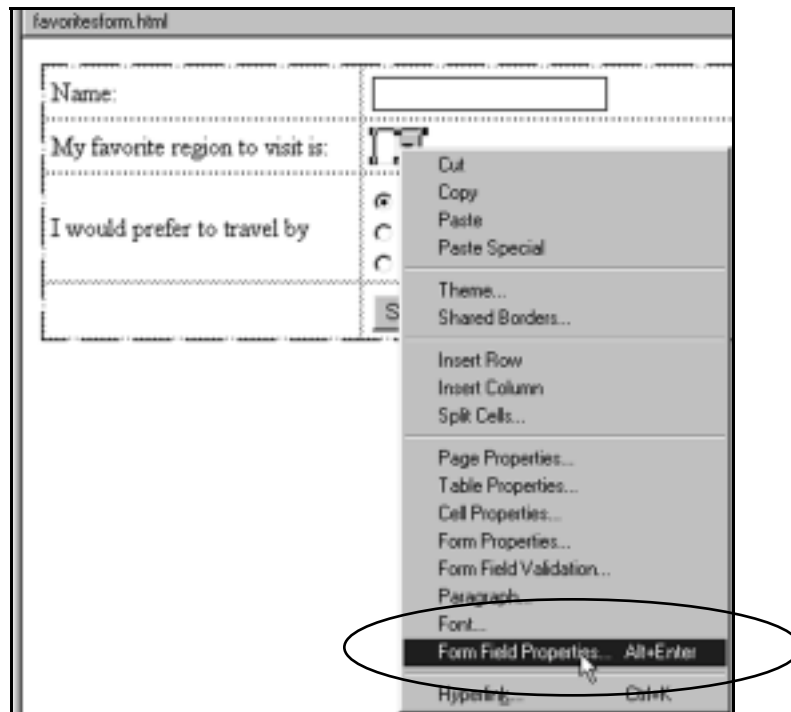 favoritesform.html
Name:
My favorite region to visit is:
I would prefer to travel by
S
Cut
Copy
Paste
Paste Special
Theme...
Shared Borders...
Insert Row
Insert Column
Split Cells...
Page Properties...
Table Properties...
Cell Properties...
Form Properties...
Form Field Validation...
Paragraph...
Font...
Form Field Properties... Alt+Enter
Hyperlink... Ctrl+K